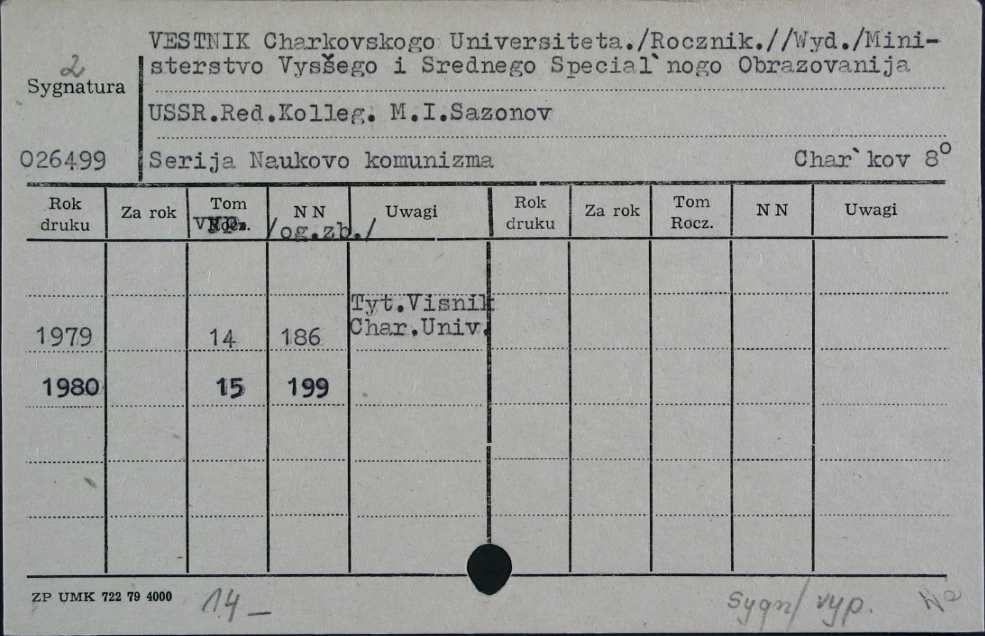 VESTNIK Charkovskogo Universiteta./Rocznik.//Wyd./Mini-
2
sterstvo Vysšego i Srednego Special`nogo Obrazovanija
Sygnatura
USSR.Red.Kolleg. M.I.Sazonov
026499 Serija Naukovo komunizma Char`kov 8°
Rok druku Za rok Tom Rocz. N N Uwagi Rok druku Za rok Tom Rocz. N N Uwagi
/og.zb./
Tyt.Visnik
1979 14 186 Char.Univ.
1980 15 199
ZP UMK 722 79 4000 14 – Sygn/ vyp.